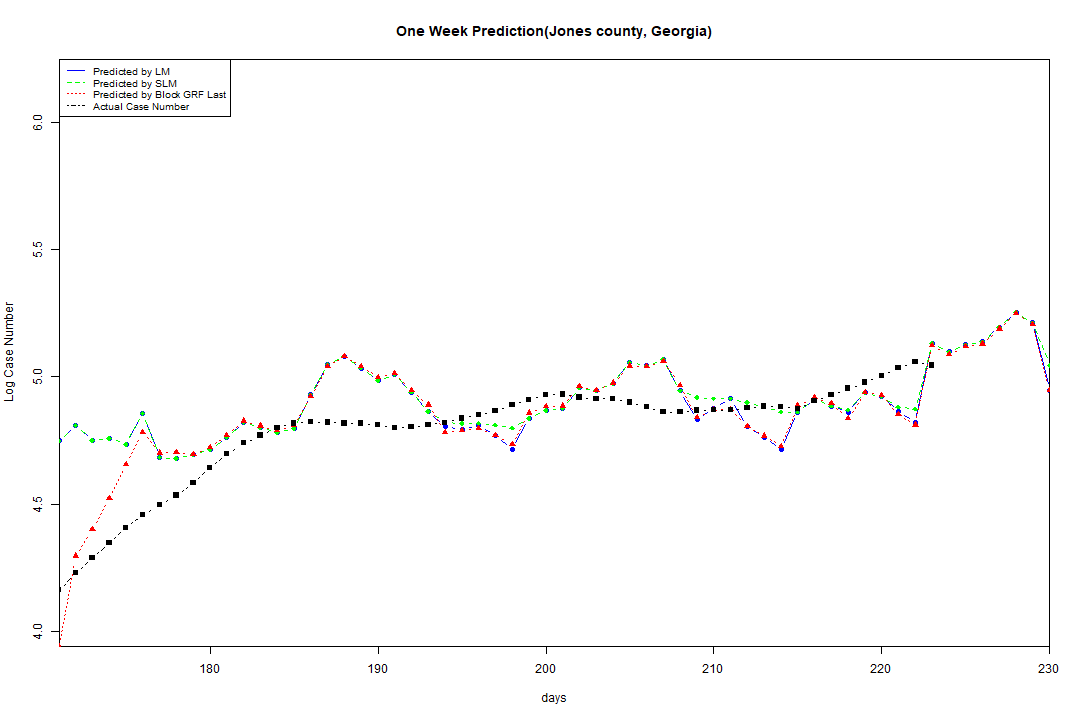 One Week Prediction(Jones county, Georgia)
Predicted by LM
Predicted by SLM
Predicted by Block GRF Last
Actual Case Number
6.0
5.5
5.0
4.5
4.0
Log Case Number
180 190 200 210 220 230
days